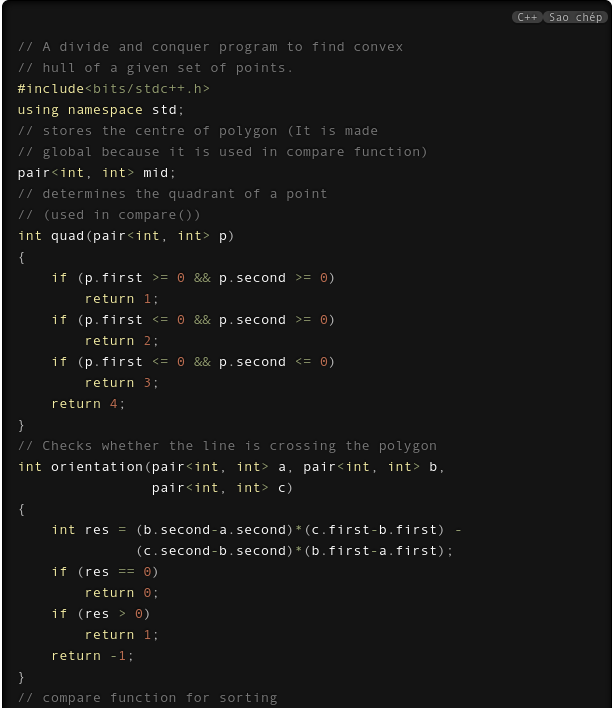 C++ Sao chép
// A divide and conquer program to find convex
// hull of a given set of points.
#include<bits/stdc++.h>
using namespace std;
// stores the centre of polygon (It is made
// global because it is used in compare function)
pair<int, int> mid;
// determines the quadrant of a point
// (used in compare())
int quad(pair<int, int> p)
{
    if (p.first >= 0 && p.second >= 0)
        return 1;
    if (p.first <= 0 && p.second >= 0)
        return 2;
    if (p.first <= 0 && p.second <= 0)
        return 3;
    return 4;
}
// Checks whether the line is crossing the polygon
int orientation(pair<int, int> a, pair<int, int> b,
                pair<int, int> c)
{
    int res = (b.second-a.second)*(c.first-b.first) -
              (c.second-b.second)*(b.first-a.first);
    if (res == 0)
        return 0;
    if (res > 0)
        return 1;
    return -1;
}
// compare function for sorting